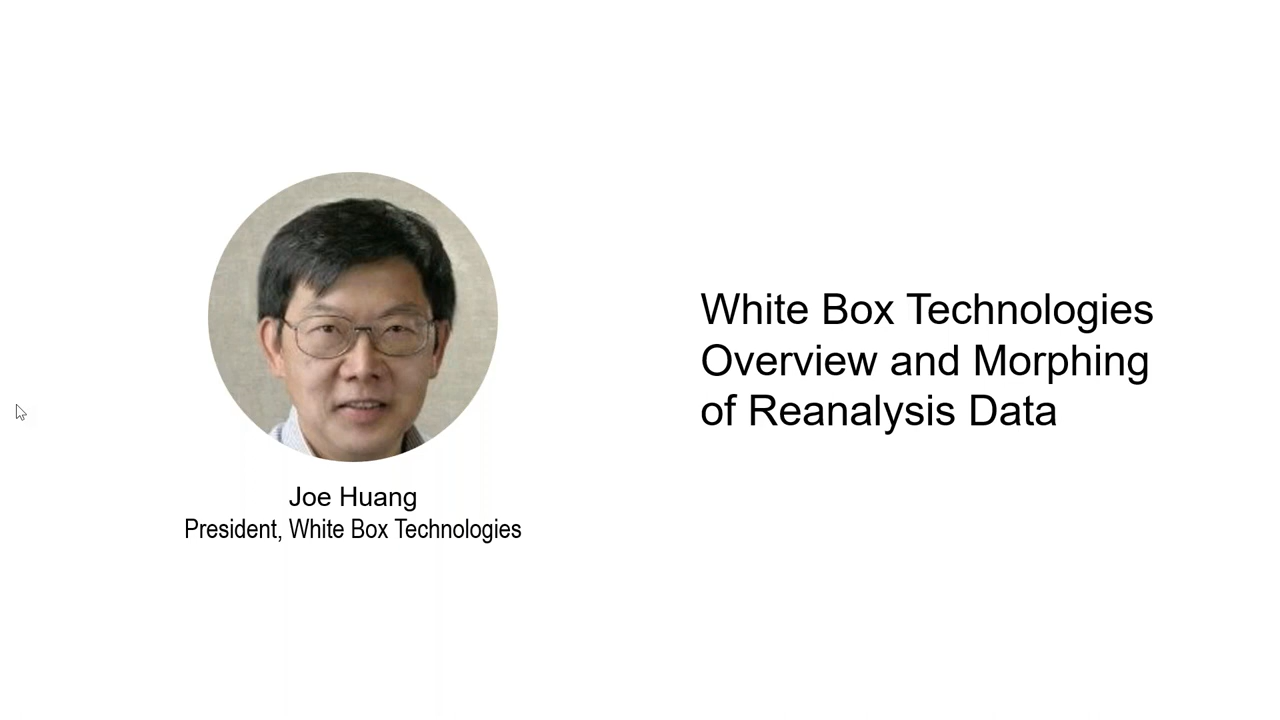 White Box Technologies
Overview and Morphing
of Reanalysis Data
Joe Huang
President, White Box Technologies